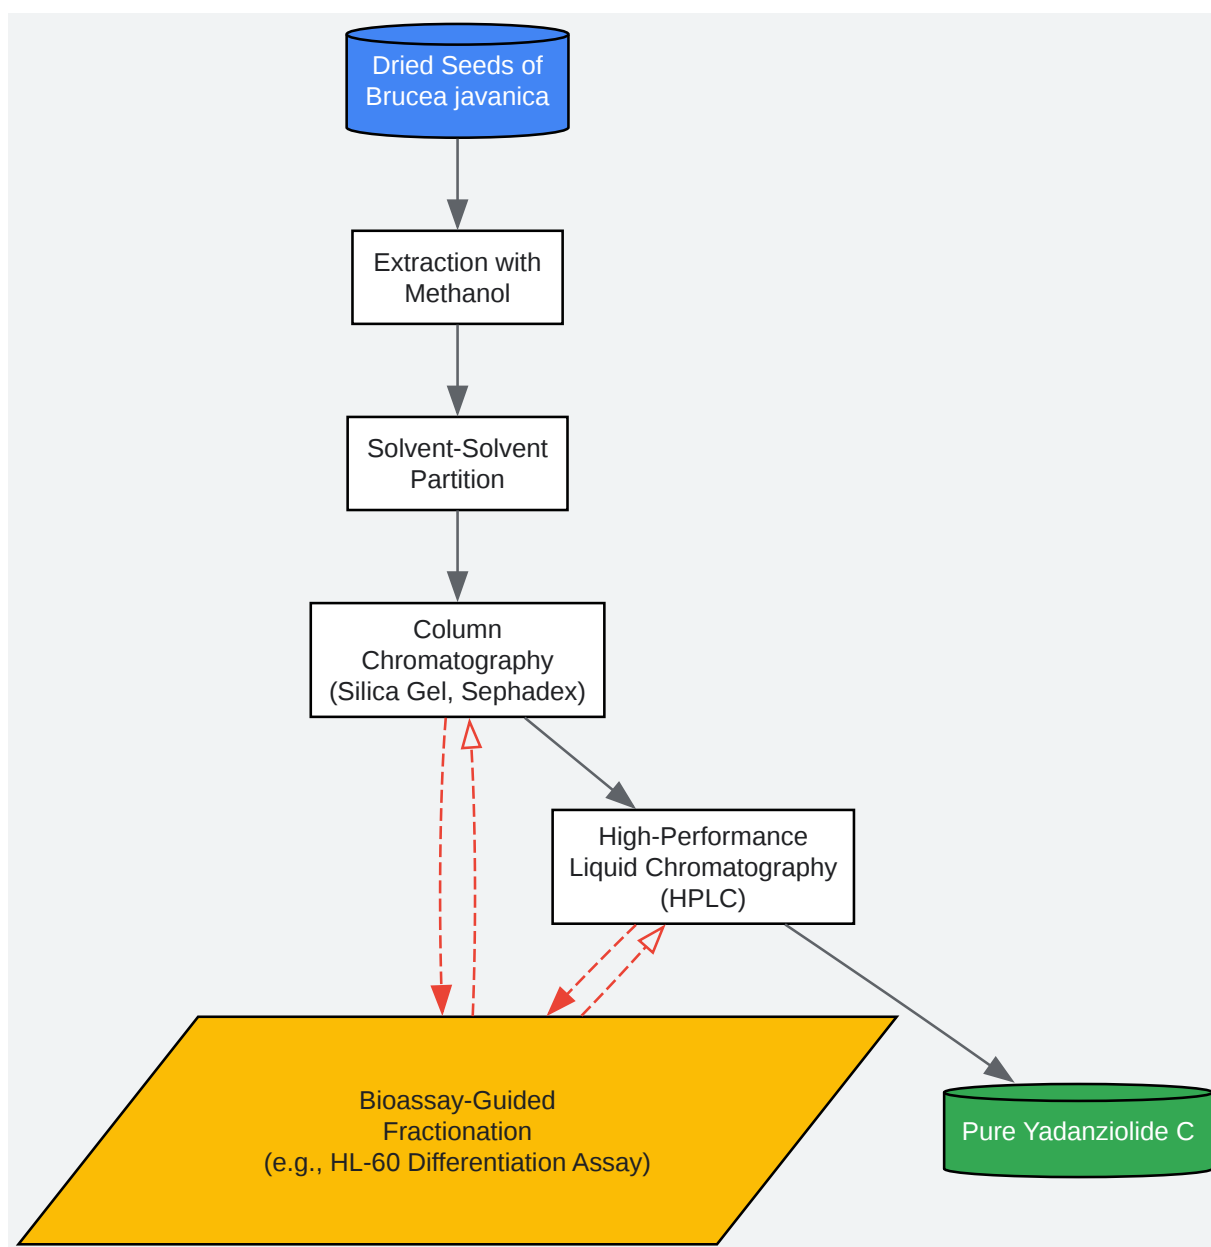 Dried Seeds of
Brucea javanica
Extraction with
Methanol
Solvent-Solvent
Partition
Column
Chromatography
(Silica Gel, Sephadex)
High-Performance
Liquid Chromatography
(HPLC)
Bioassay-Guided
Fractionation
(e.g., HL-60 Differentiation Assay)
Pure Yadanziolide C